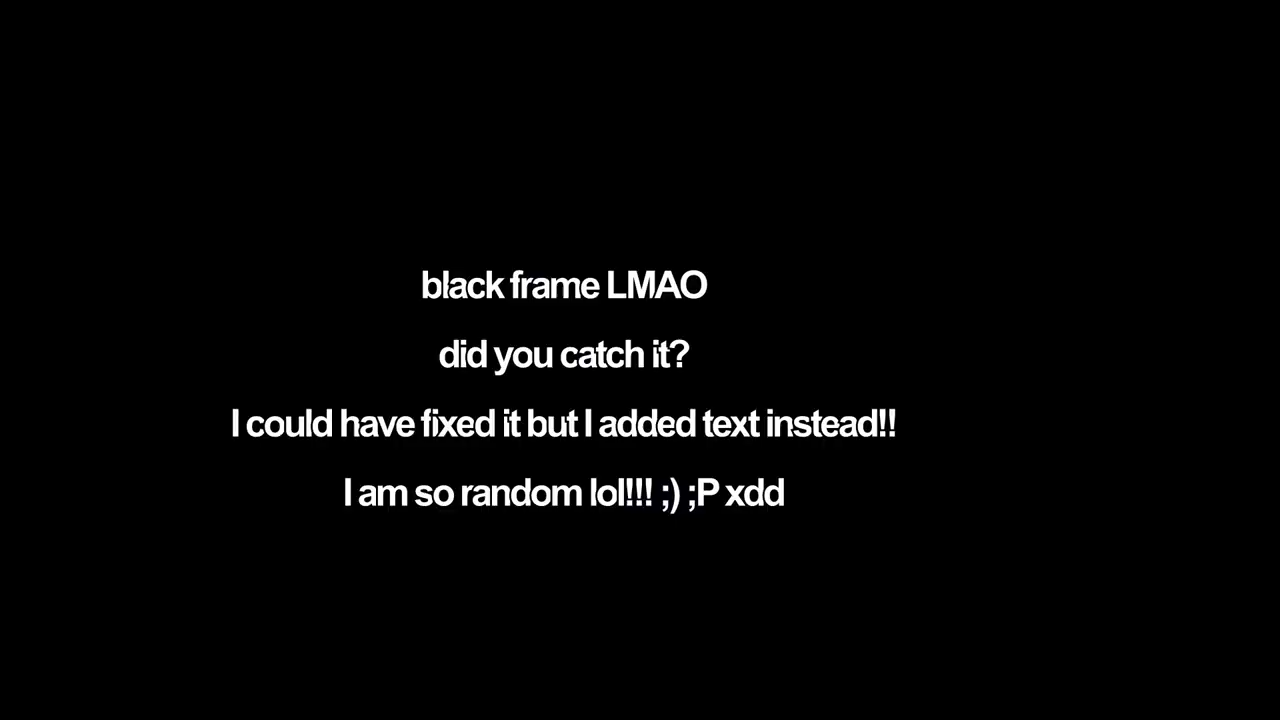 black frame LMAO
did you catch it?
I could have fixed it but I added text instead!!
I am so random lol!!! ;) ;P xdd